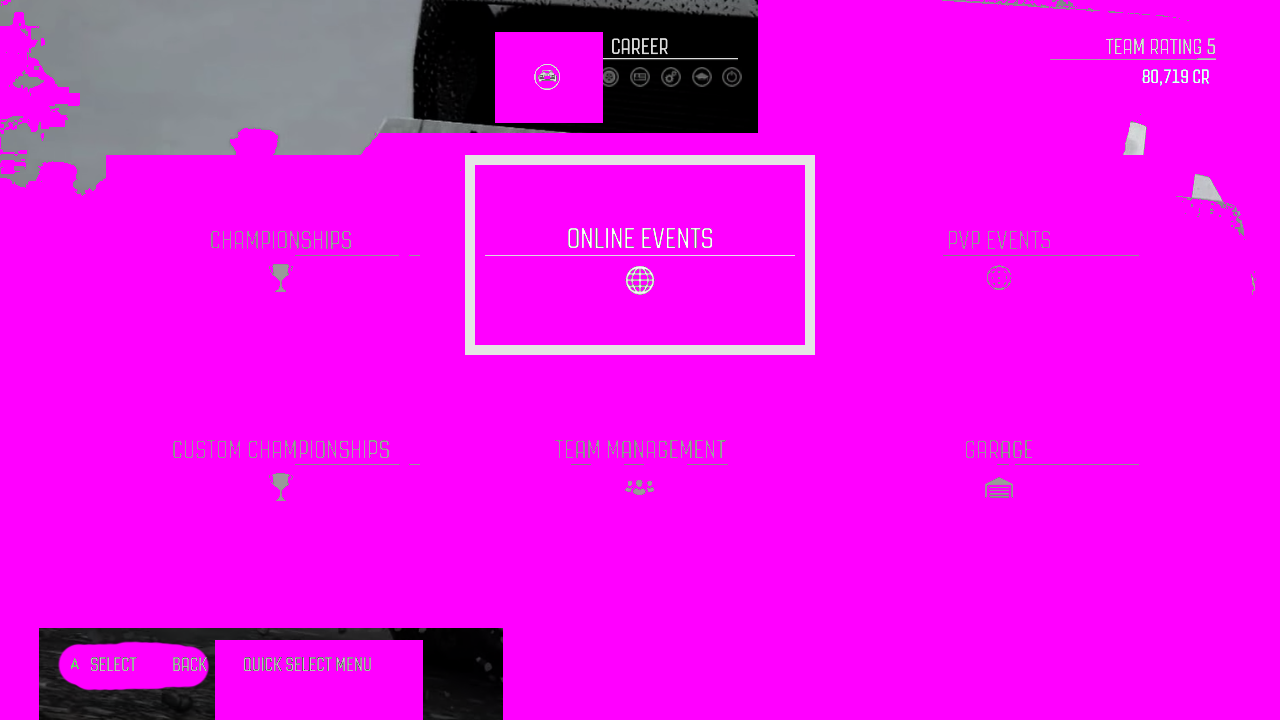 CAREER
TEAM RATING 5
80,719 CR
CHAMPIONSHIPS
ONLINE EVENTS
PVP EVENTS
CUSTOM CHAMPIONSHIPS
TEAM MANAGEMENT
GARAGE
A SELECT BACK QUICK SELECT MENU